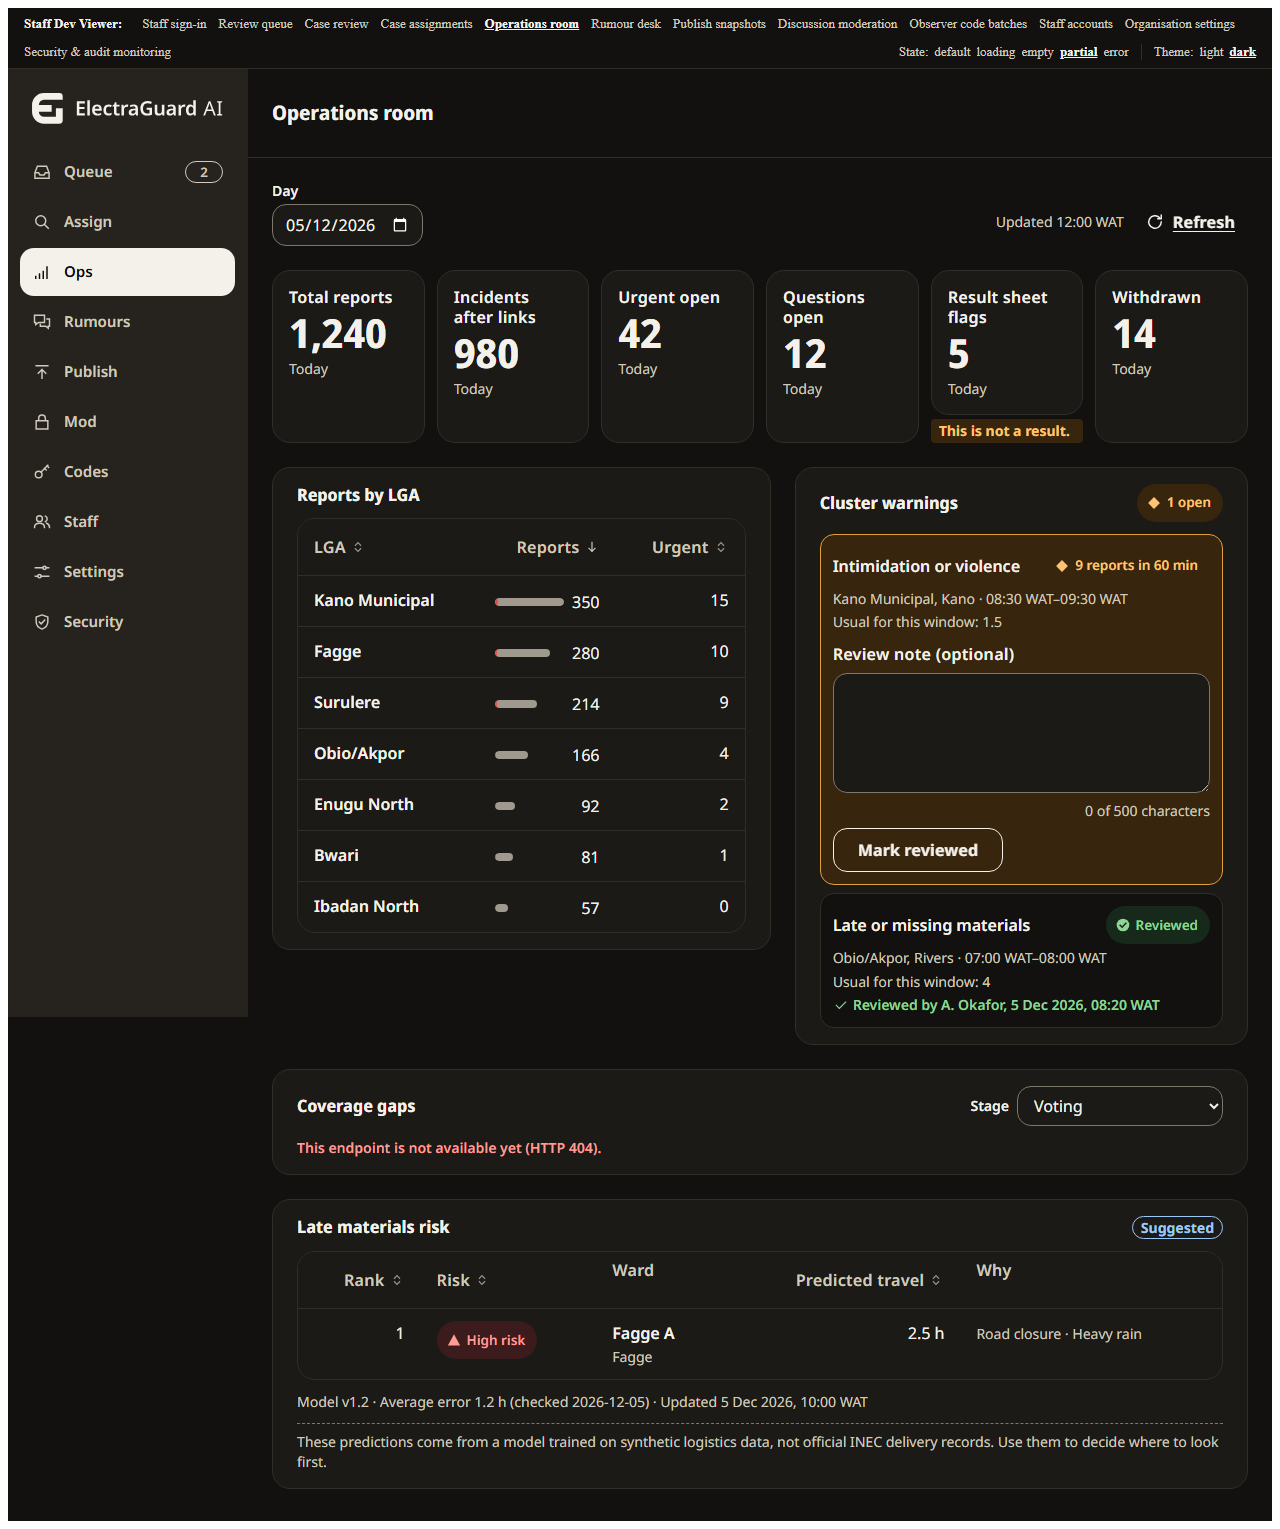 Staff Dev Viewer: Staff sign-in Review queue Case review Case assignments Operations room Rumour desk Publish snapshots Discussion moderation Observer code batches Staff accounts Organisation settings
Security & audit monitoring State: default loading empty partial error Theme: light dark
ElectraGuard AI
Queue 2
Assign
Ops
Rumours
Publish
Mod
Codes
Staff
Settings
Security
Operations room
Day
05/12/2026
Updated 12:00 WAT Refresh
Total reports
1,240
Today
Incidents
after links
980
Today
Urgent open
42
Today
Questions
open
12
Today
Result sheet
flags
5
Today
This is not a result.
Withdrawn
14
Today
Reports by LGA
LGA Reports Urgent
Kano Municipal 350 15
Fagge 280 10
Surulere 214 9
Obio/Akpor 166 4
Enugu North 92 2
Bwari 81 1
Ibadan North 57 0
Cluster warnings 1 open
Intimidation or violence 9 reports in 60 min
Kano Municipal, Kano · 08:30 WAT–09:30 WAT
Usual for this window: 1.5
Review note (optional)
0 of 500 characters
Mark reviewed
Late or missing materials Reviewed
Obio/Akpor, Rivers · 07:00 WAT–08:00 WAT
Usual for this window: 4
Reviewed by A. Okafor, 5 Dec 2026, 08:20 WAT
Coverage gaps Stage Voting
This endpoint is not available yet (HTTP 404).
Late materials risk Suggested
Rank Risk Ward Predicted travel Why
1 High risk Fagge A 2.5 h Road closure · Heavy rain
Fagge
Model v1.2 · Average error 1.2 h (checked 2026-12-05) · Updated 5 Dec 2026, 10:00 WAT
These predictions come from a model trained on synthetic logistics data, not official INEC delivery records. Use them to decide where to look
first.